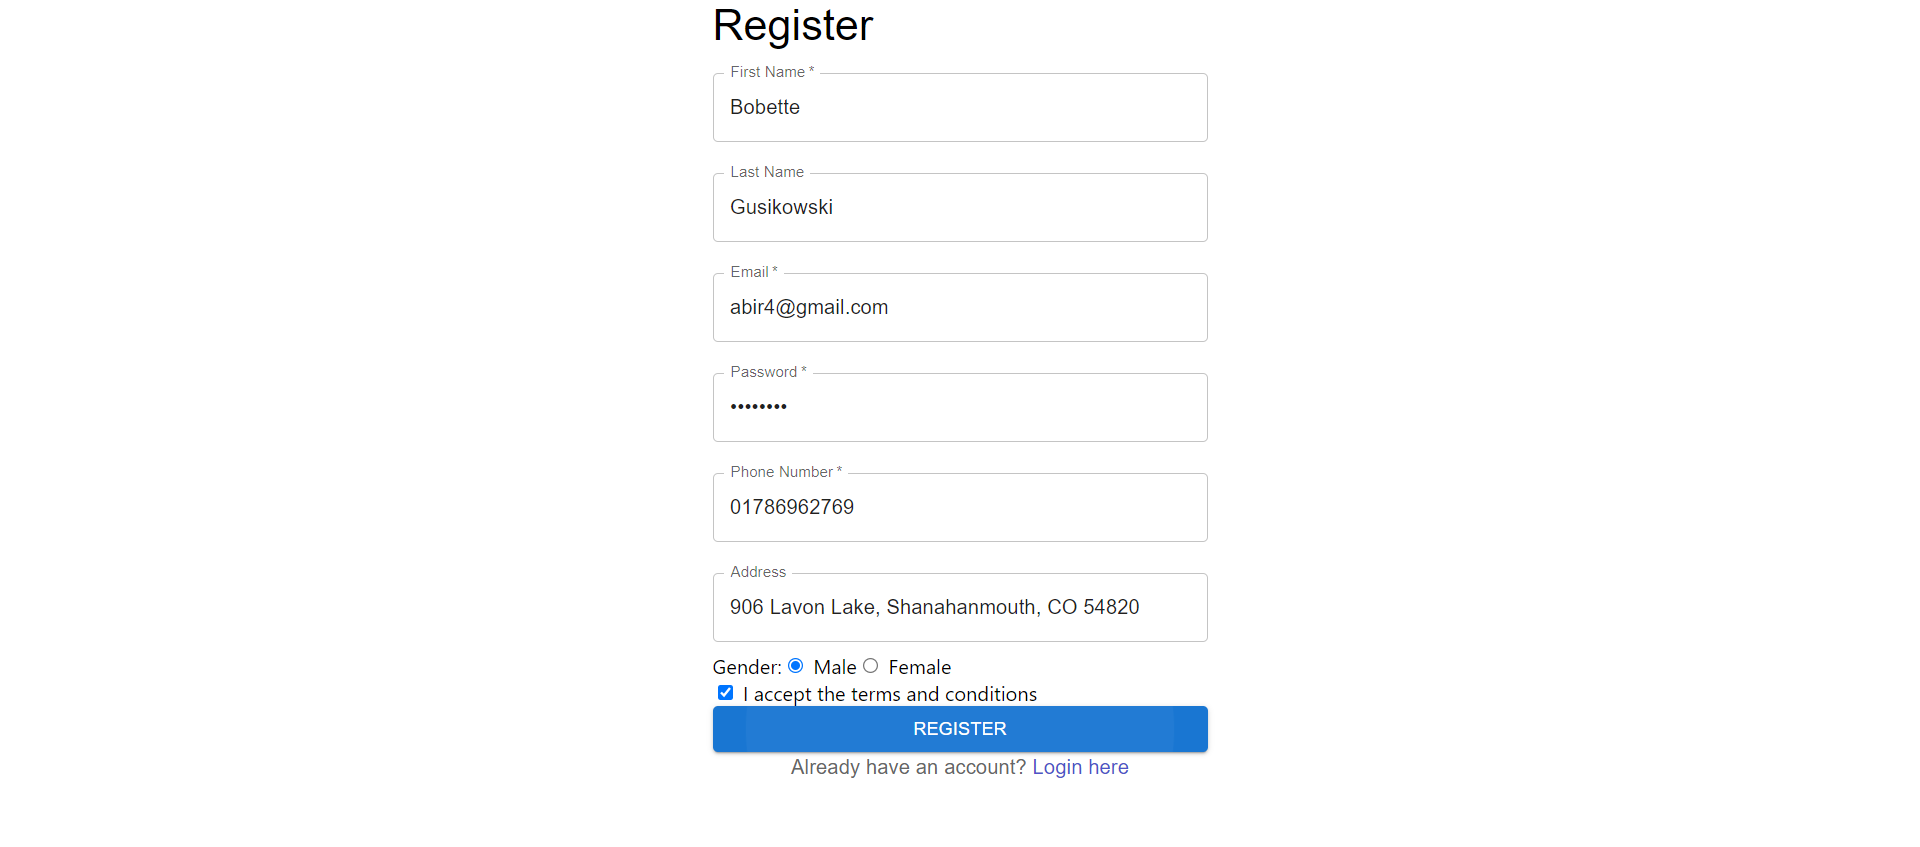 Register
First Name *
Bobette
Last Name
Gusikowski
Email *
abir4@gmail.com
Password *
••••••••
Phone Number *
01786962769
Address
906 Lavon Lake, Shanahanmouth, CO 54820
Gender: Male Female
I accept the terms and conditions
REGISTER
Already have an account? Login here